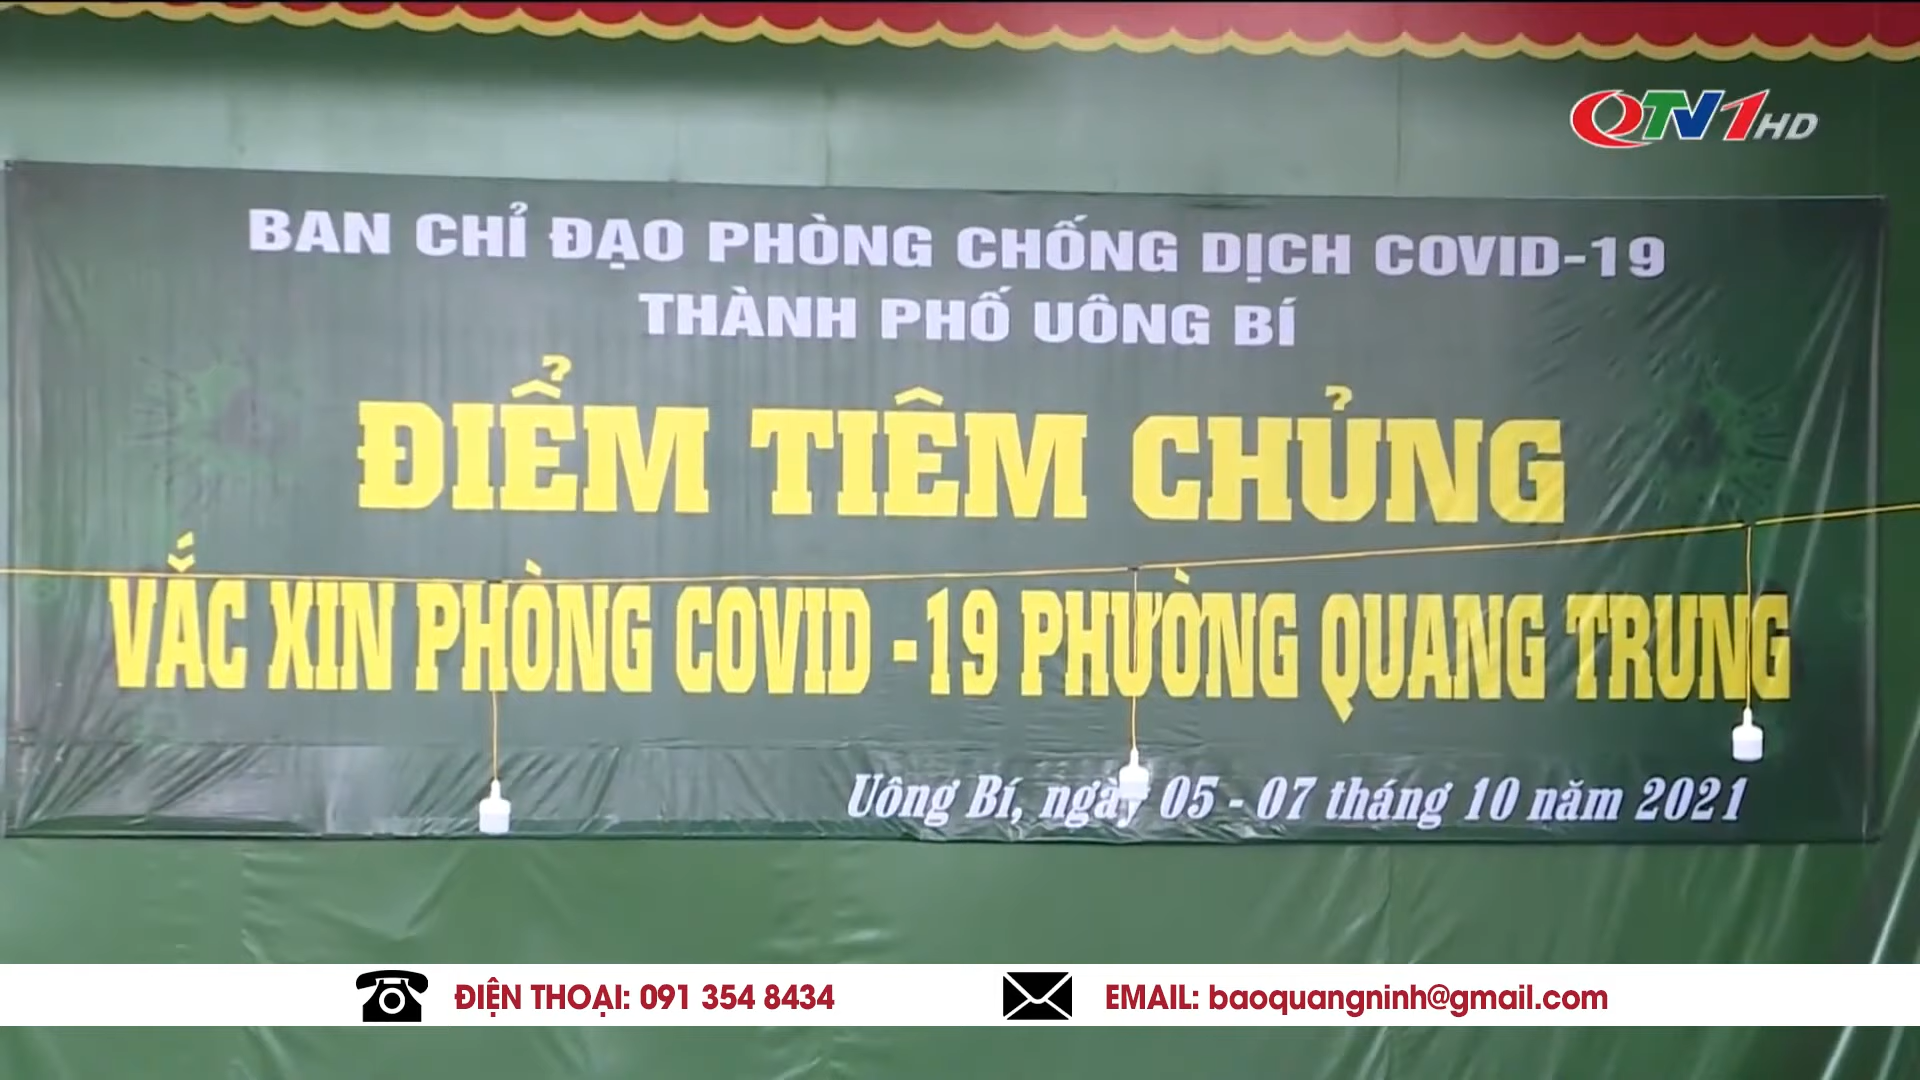 QTV1 HD
BAN CHỈ ĐẠO PHÒNG CHỐNG DỊCH COVID-19
THÀNH PHỐ UÔNG BÍ
ĐIỂM TIÊM CHỦNG
VẮC XIN PHÒNG COVID -19 PHƯỜNG QUANG TRUNG
Uông Bí, ngày 05 - 07 tháng 10 năm 2021
ĐIỆN THOẠI: 091 354 8434
EMAIL: baoquangninh@gmail.com